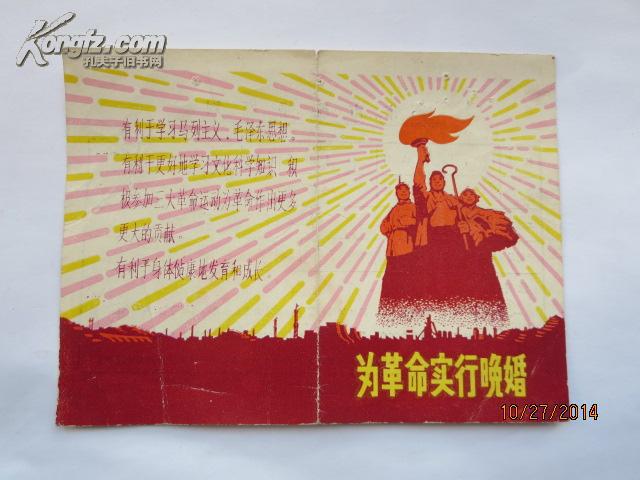 Kongfz.com
孔夫子旧书网
有利于学习马列主义、毛泽东思想。
有利于更好地学习文化科学知识、积
极参加三大革命运动为革命作出更多
更大的贡献。
有利于身体健康地发育和成长
为革命实行晚婚
10/27/2014